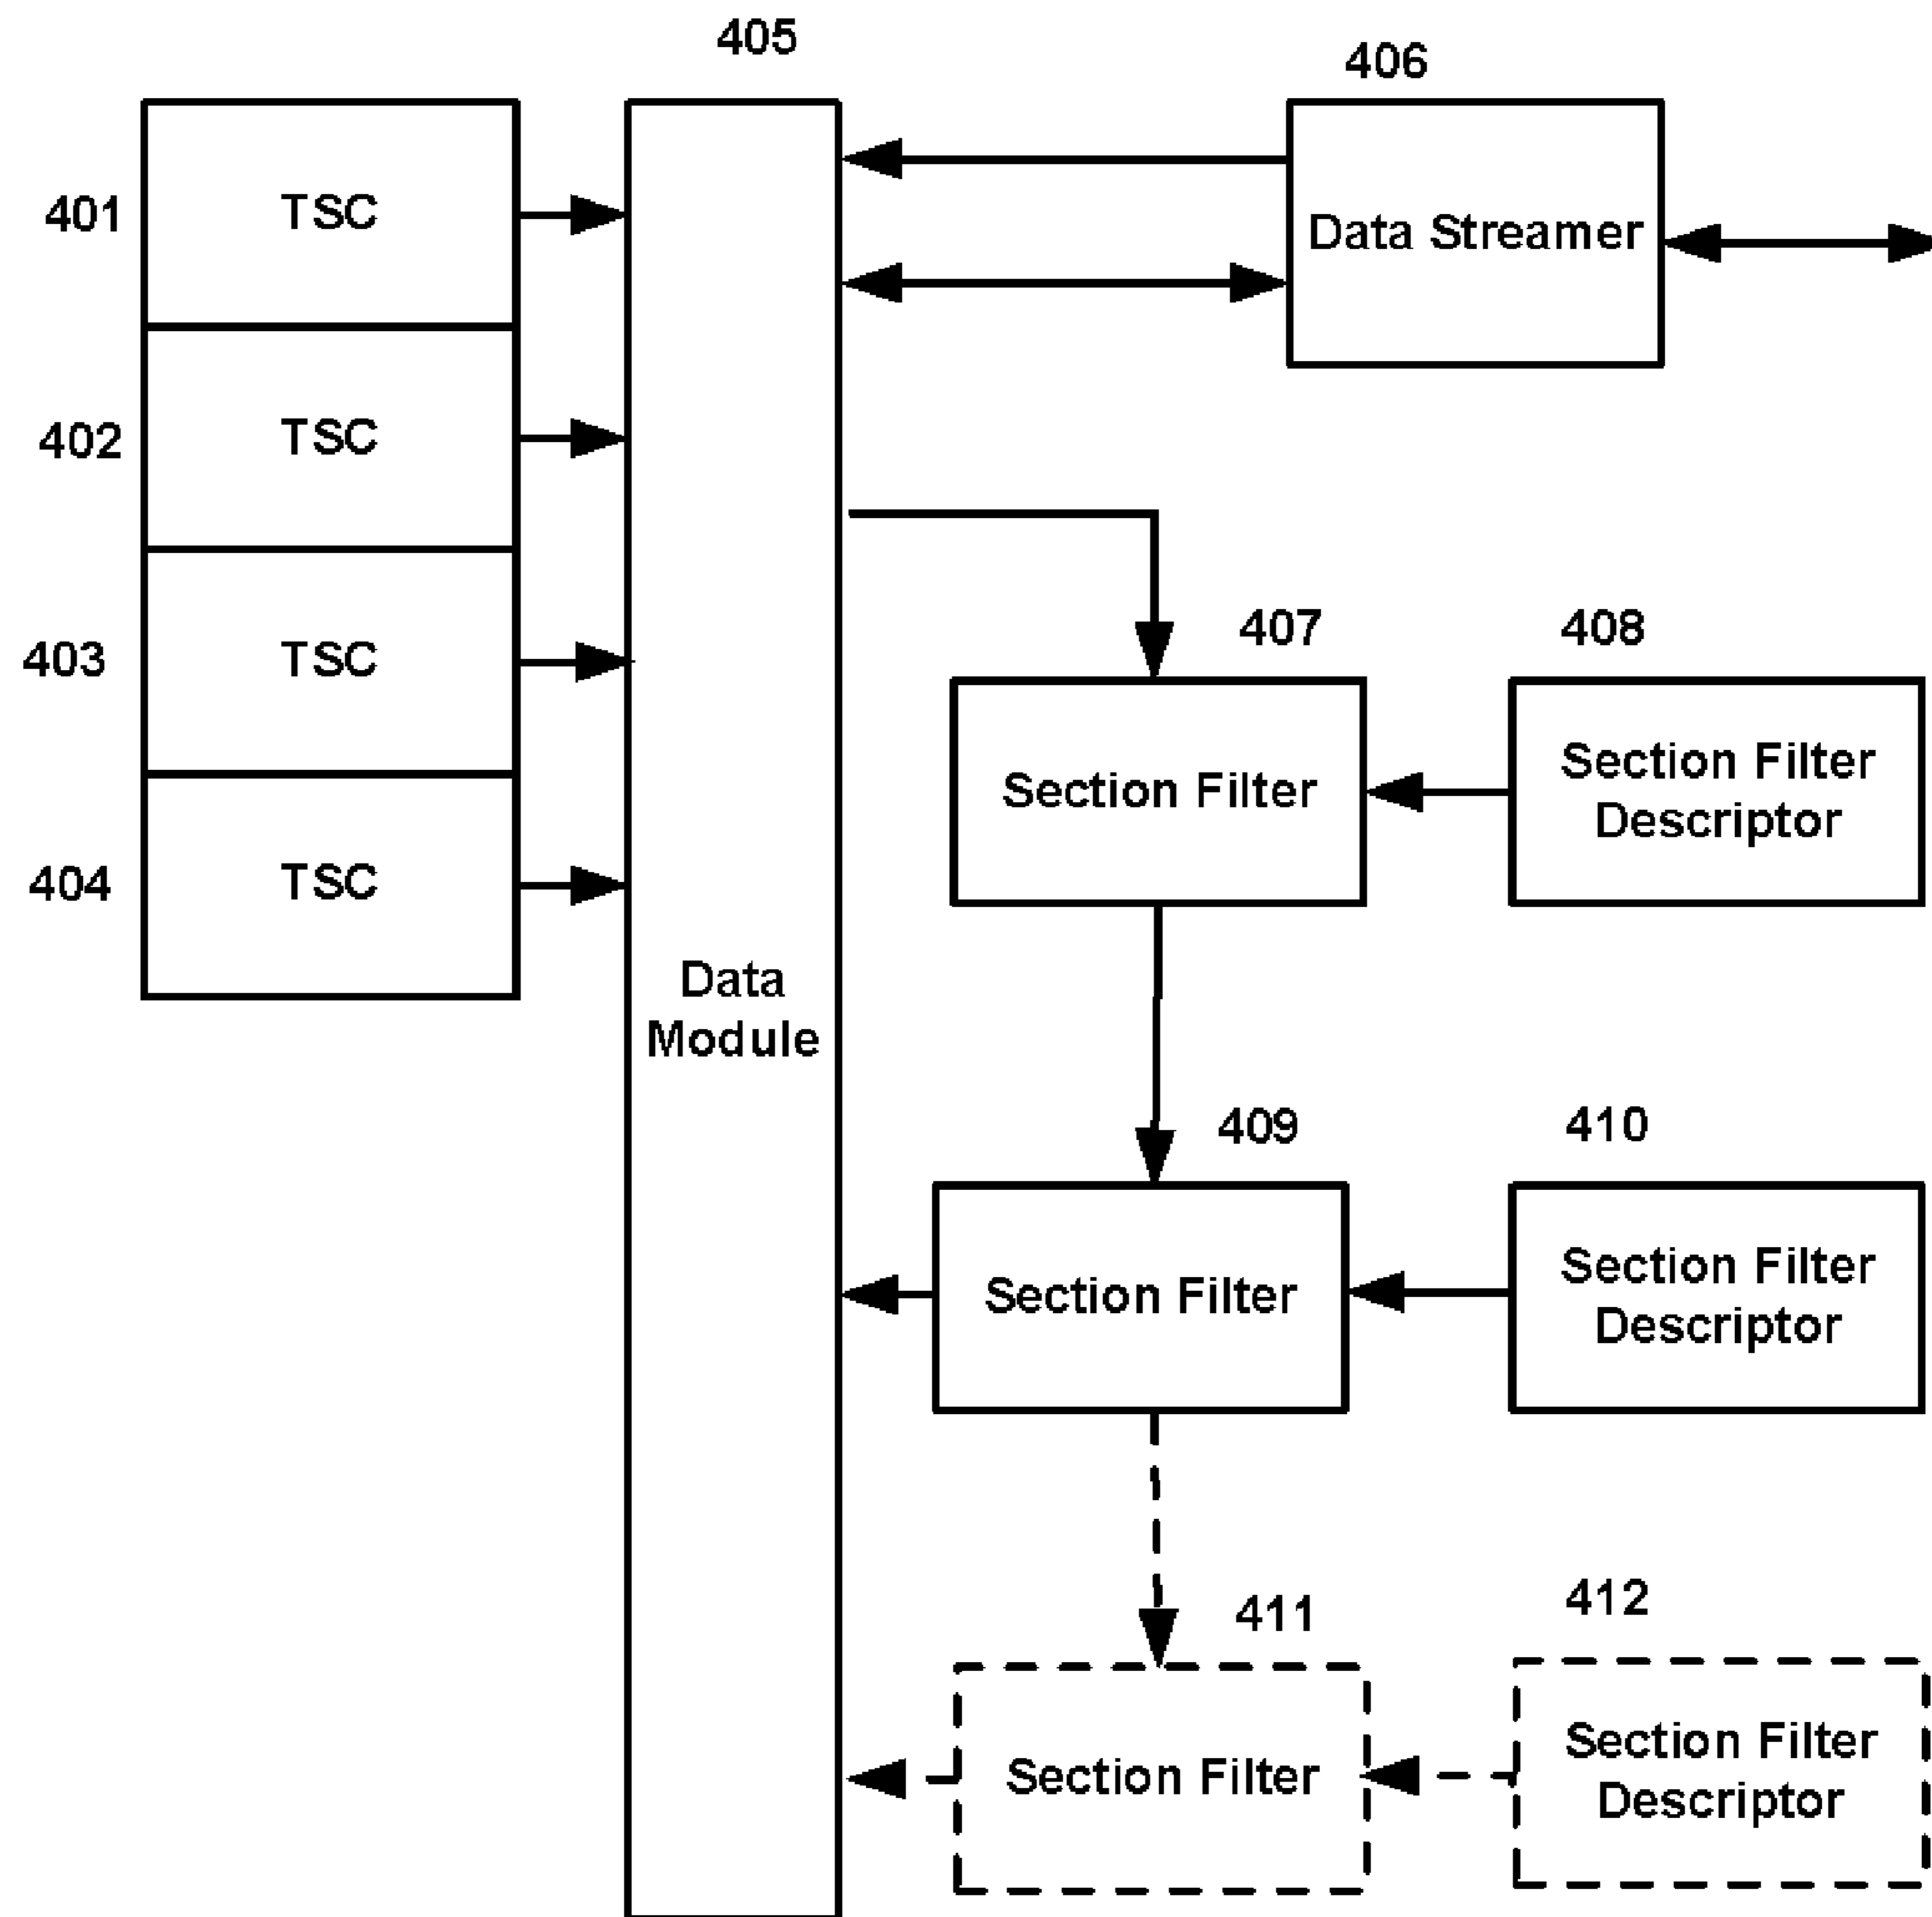 405
406
401
TSC
Data Streamer
402
TSC
407
408
403
TSC
Section Filter
Section Filter
Descriptor
404
TSC
Data
Module
409
410
Section Filter
Section Filter
Descriptor
411
412
Section Filter
Section Filter
Descriptor